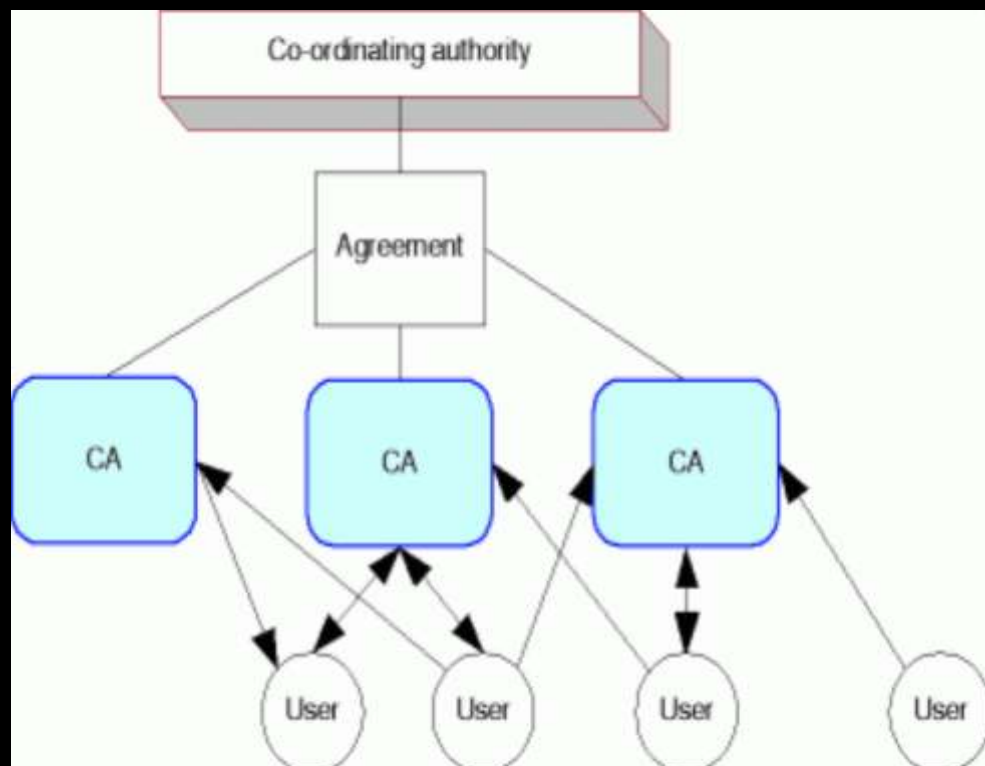 Co-ordinating authority
Agreement
CA
CA
CA
User
User
User
User